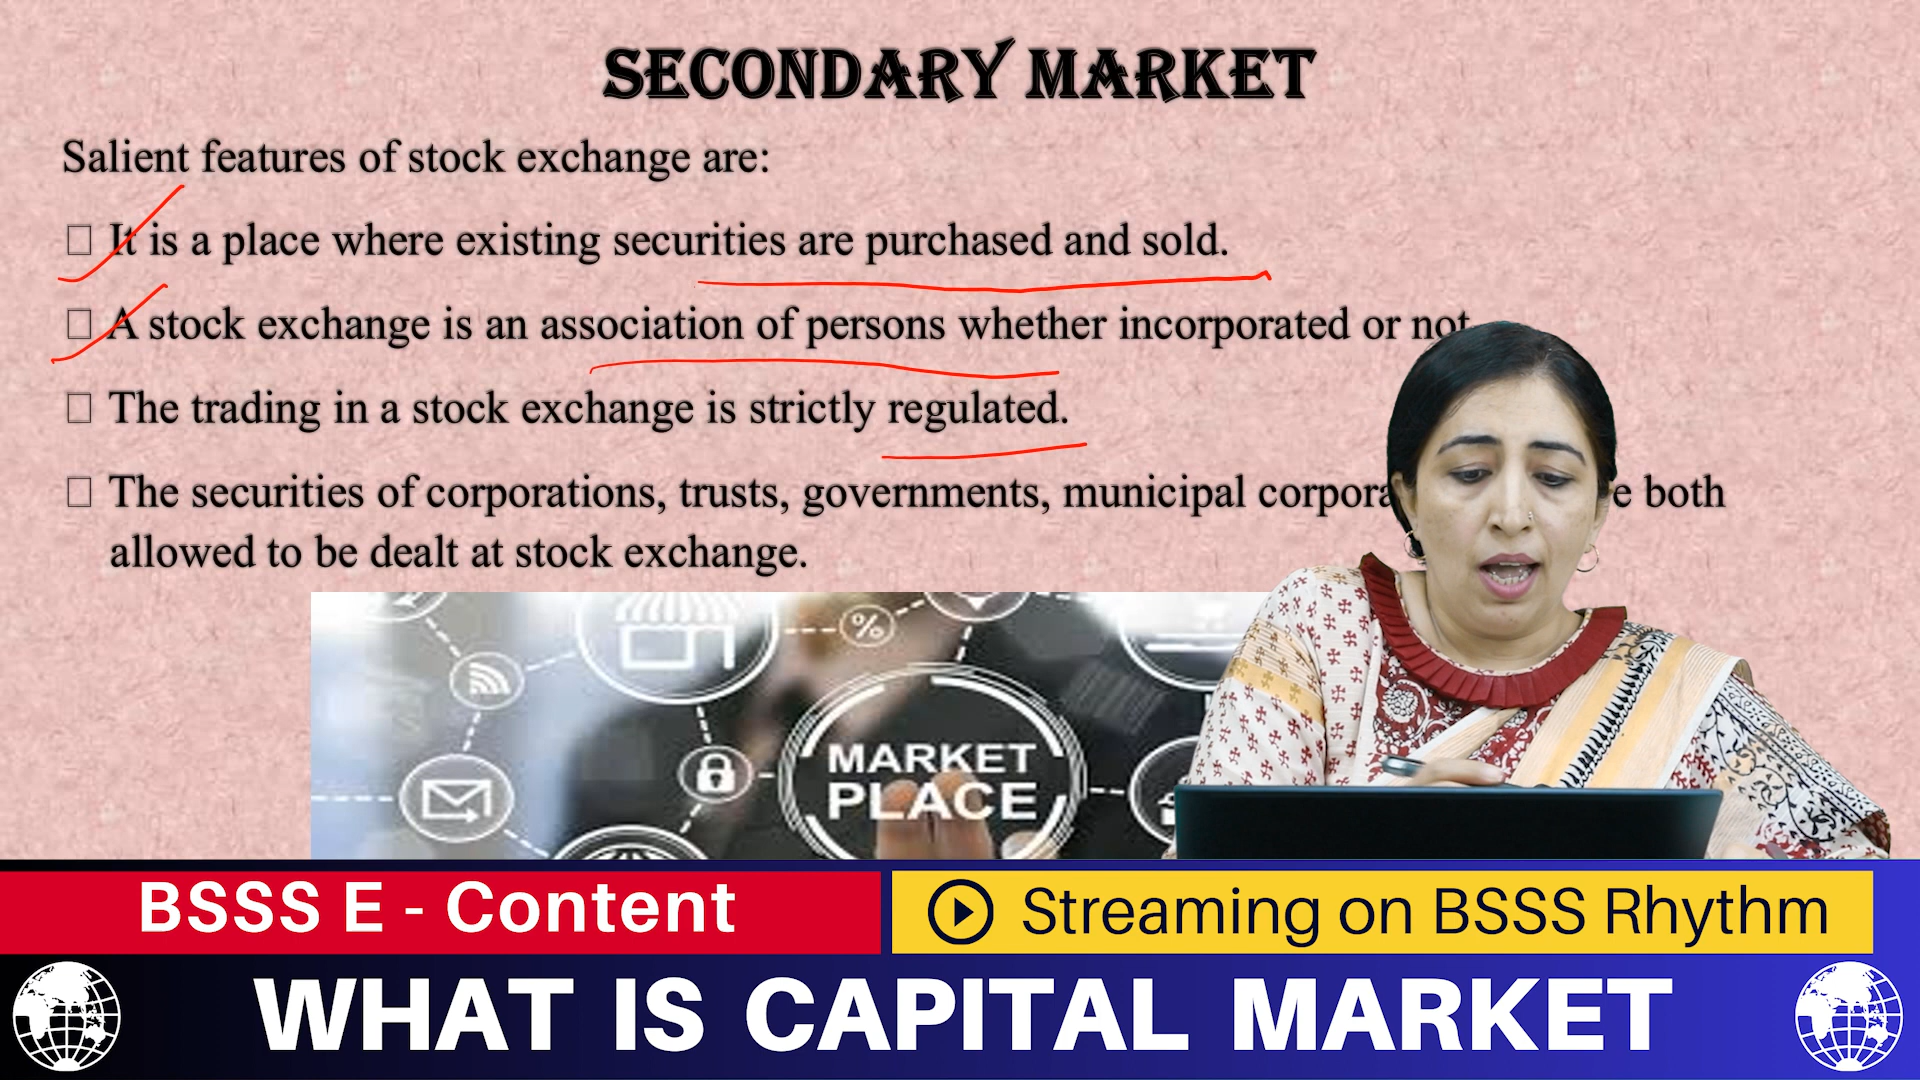 SECONDARY MARKET
Salient features of stock exchange are:
It is a place where existing securities are purchased and sold.
A stock exchange is an association of persons whether incorporated or not
The trading in a stock exchange is strictly regulated.
The securities of corporations, trusts, governments, municipal both
allowed to be dealt at stock exchange.
%
MARKET
PLACE
BSSS E - Content
Streaming on BSSS Rhythm
WHAT IS CAPITAL MARKET